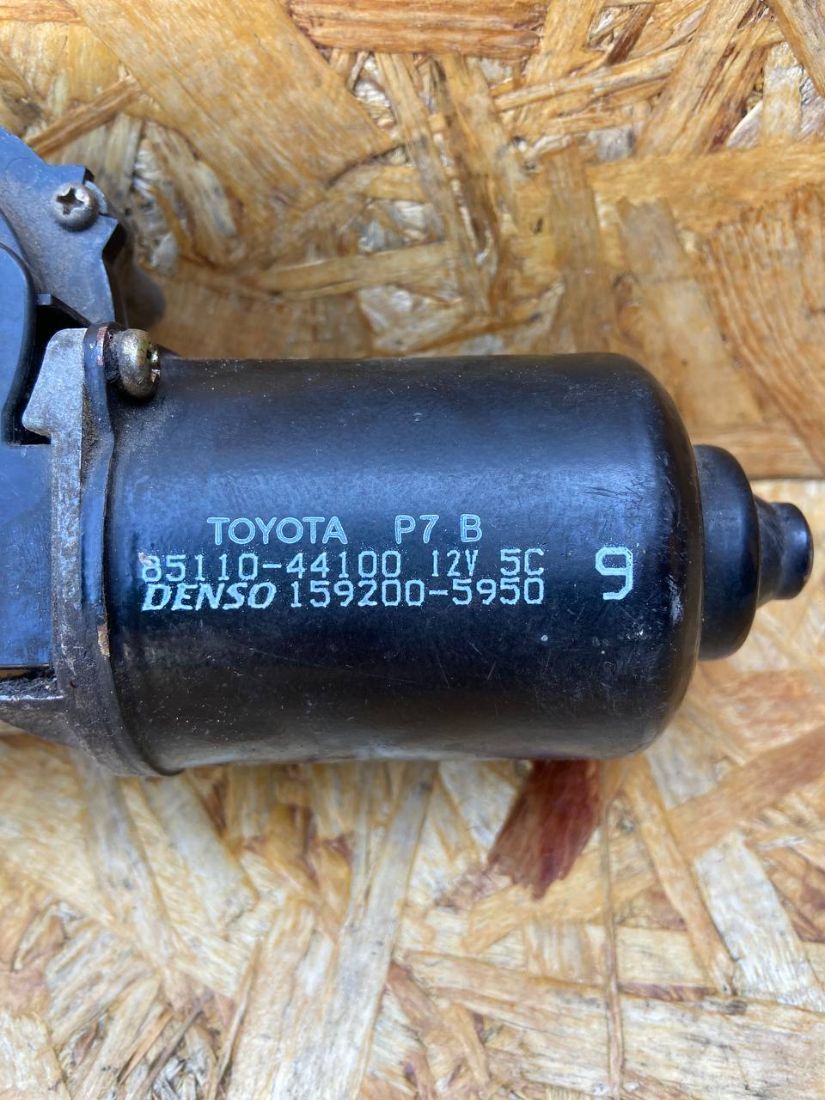 TOYOTA P7 B
85110-44100 12V 5C
DENSO 159200-5950
9